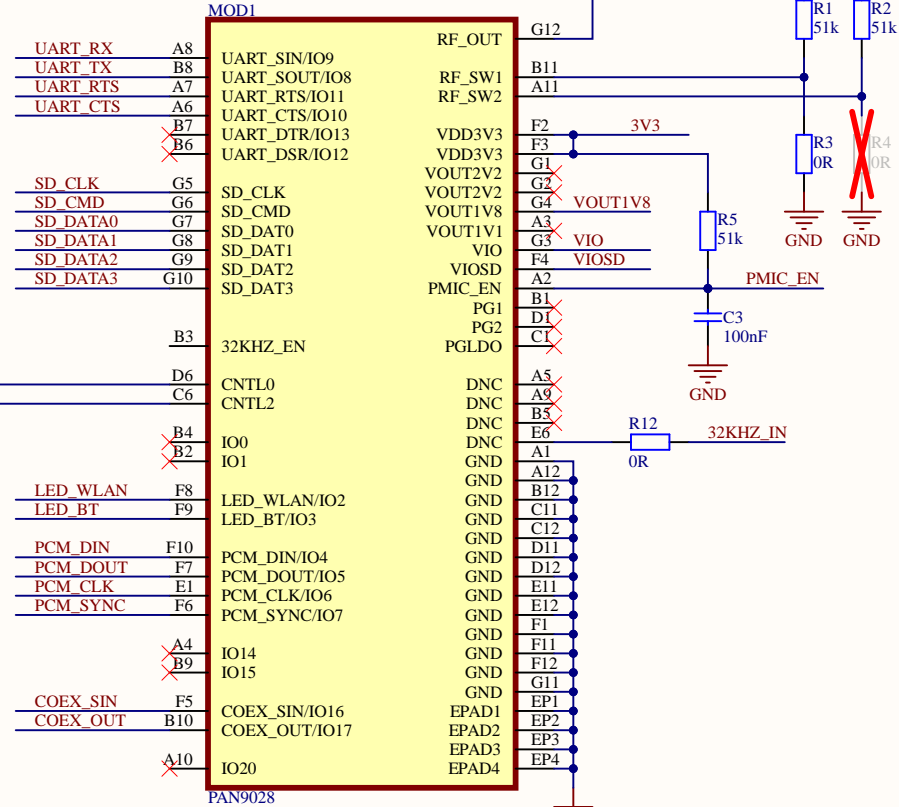 MOD1
UART_RX A8 UART_SIN/IO9
UART_TX B8 UART_SOUT/IO8
UART_RTS A7 UART_RTS/IO11
UART_CTS A6 UART_CTS/IO10
B7 UART_DTR/IO13
B6 UART_DSR/IO12
SD_CLK G5 SD_CLK
SD_CMD G6 SD_CMD
SD_DATA0 G7 SD_DAT0
SD_DATA1 G8 SD_DAT1
SD_DATA2 G9 SD_DAT2
SD_DATA3 G10 SD_DAT3
B3 32KHZ_EN
D6 CNTL0
C6 CNTL2
B4 IO0
B2 IO1
LED_WLAN F8 LED_WLAN/IO2
LED_BT F9 LED_BT/IO3
PCM_DIN F10 PCM_DIN/IO4
PCM_DOUT F7 PCM_DOUT/IO5
PCM_CLK E1 PCM_CLK/IO6
PCM_SYNC F6 PCM_SYNC/IO7
A4 IO14
B9 IO15
COEX_SIN F5 COEX_SIN/IO16
COEX_OUT B10 COEX_OUT/IO17
A10 IO20
PAN9028
RF_OUT G12
RF_SW1 B11
RF_SW2 A11
VDD3V3 F2 3V3
VDD3V3 F3
VOUT2V2 G1
VOUT2V2 G2
VOUT1V8 G4 VOUT1V8
VOUT1V1 A3
VIO G3 VIO
VIOSD F4 VIOSD
PMIC_EN A2 PMIC_EN
PG1 B1
PG2 D1
PGLDO C1
DNC A5
DNC A9
DNC B5
DNC E6 R12 0R 32KHZ_IN
GND A1
GND A12
GND B12
GND C11
GND C12
GND D11
GND D12
GND E11
GND E12
GND F1
GND F11
GND F12
GND G11
EPAD1 EP1
EPAD2 EP2
EPAD3 EP3
EPAD4 EP4
R1
51k
R2
51k
R3
0R
R4
0R
GND
GND
R5
51k
C3
100nF
GND